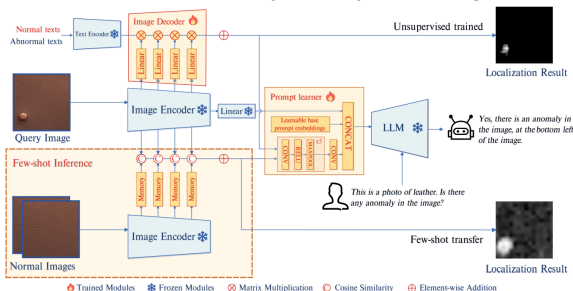 Normal texts
Abnormal texts
Text Encoder
Image Decoder
Linear
Linear
Linear
Linear
Unsupervised trained
Localization Result
Query Image
Image Encoder
Linear
Prompt learner
Learnable base
prompt embeddings
CONV
RELU
MAXPOOL
x5
CONV
CONCAT
LLM
Yes, there is an anomaly in
the image, at the bottom left
of the image.
This is a photo of leather. Is there
any anomaly in the image?
Few-shot Inference
Memory
Memory
Memory
Memory
Normal Images
Image Encoder
Few-shot transfer
Localization Result
Trained Modules
Frozen Modules
Matrix Multiplication
C Cosine Similarity
Element-wise Addition